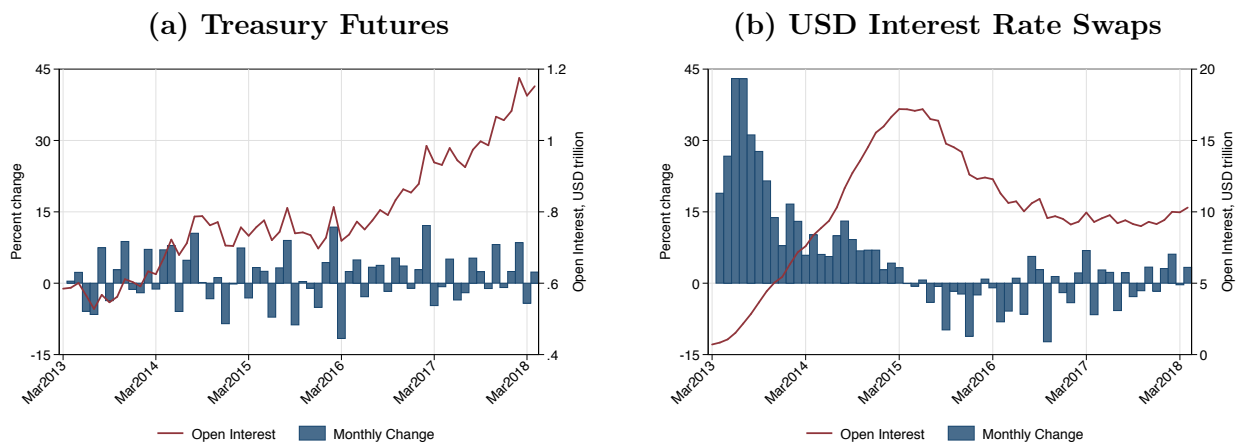 (a) Treasury Futures
45
30
15
0
-15
Percent change
1.2
1
.8
.6
.4
Open Interest, USD trillion
Mar2013
Mar2014
Mar2015
Mar2016
Mar2017
Mar2018
Open Interest
Monthly Change
(b) USD Interest Rate Swaps
45
30
15
0
-15
Percent change
20
15
10
5
0
Open Interest, USD trillion
Mar2013
Mar2014
Mar2015
Mar2016
Mar2017
Mar2018
Open Interest
Monthly Change